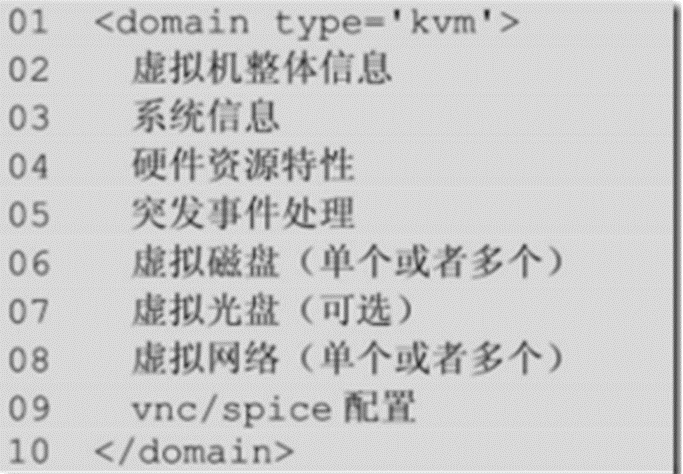 01 <domain type='kvm'>
02 虚拟机整体信息
03 系统信息
04 硬件资源特性
05 突发事件处理
06 虚拟磁盘（单个或者多个）
07 虚拟光盘（可选）
08 虚拟网络（单个或者多个）
09 vnc/spice 配置
10 </domain>